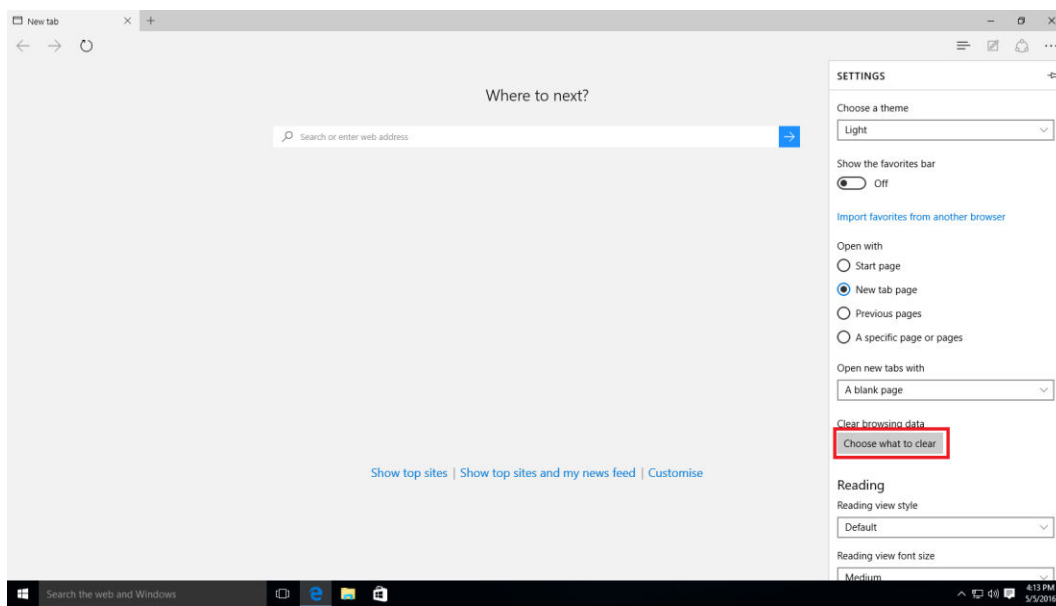 New tab
SETTINGS
Where to next?
Search or enter web address
Choose a theme
Light
Show the favorites bar
Off
Import favorites from another browser
Open with
Start page
New tab page
Previous pages
A specific page or pages
Open new tabs with
A blank page
Clear browsing data
Choose what to clear
Show top sites | Show top sites and my news feed | Customise
Reading
Reading view style
Default
Reading view font size
Medium
Search the web and Windows
4:13 PM
5/5/2016